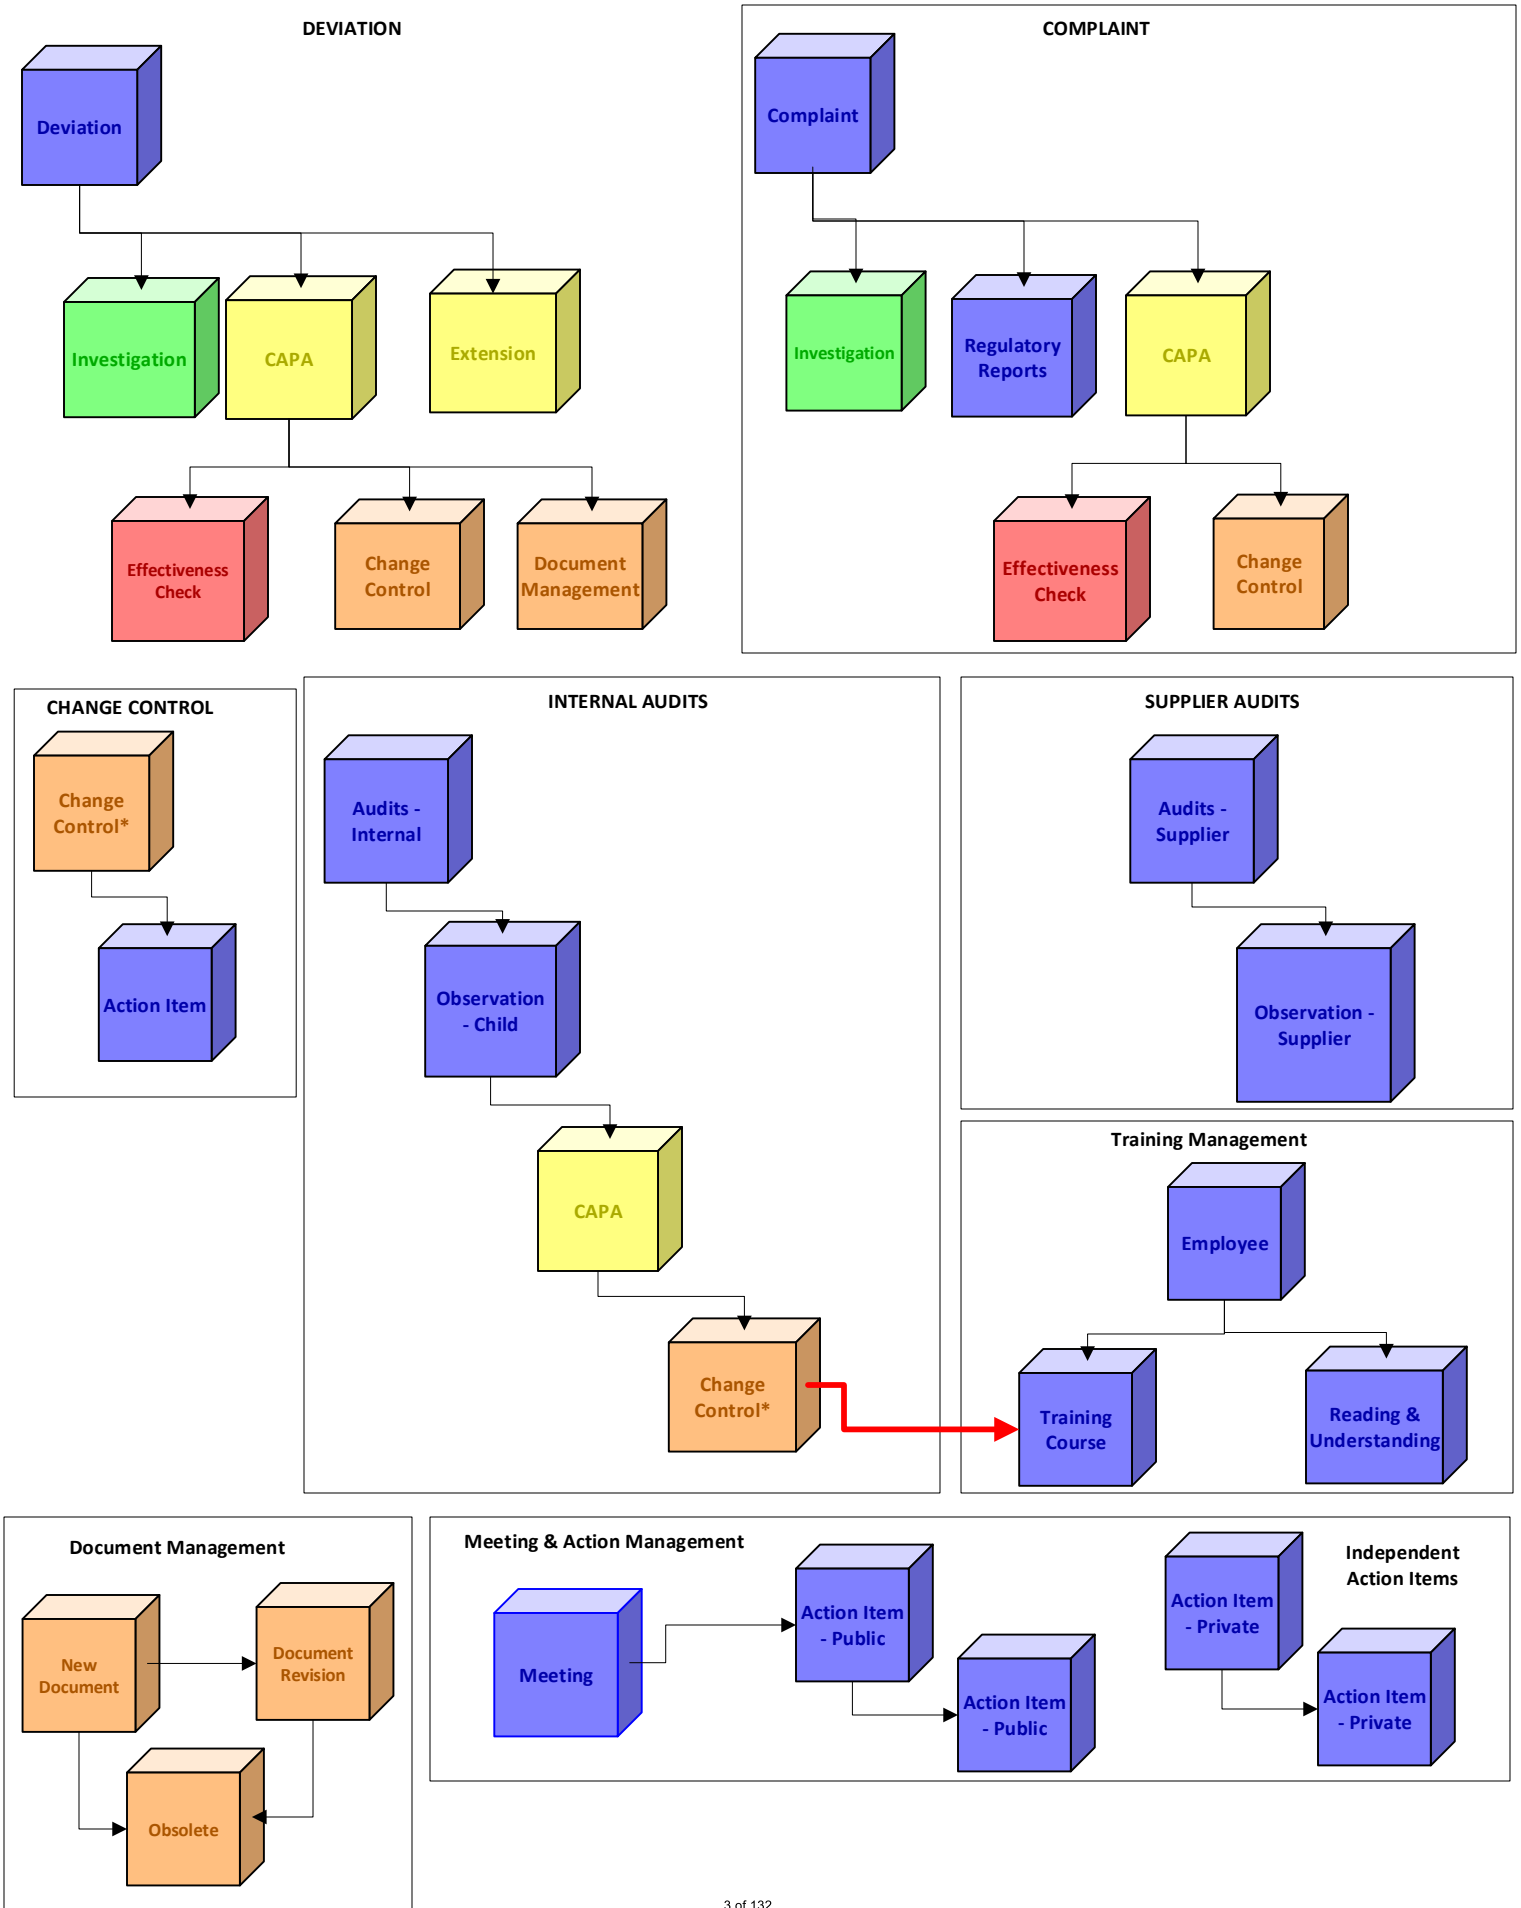 DEVIATION
Deviation
Investigation
CAPA
Extension
Effectiveness
Check
Change
Control
Document
Management
COMPLAINT
Complaint
Investigation
Regulatory
Reports
CAPA
Effectiveness
Check
Change
Control
CHANGE CONTROL
Change
Control*
Action Item
INTERNAL AUDITS
Audits -
Internal
Observation
- Child
CAPA
Change
Control*
SUPPLIER AUDITS
Audits -
Supplier
Observation -
Supplier
Training Management
Employee
Training
Course
Reading &
Understanding
Document Management
New
Document
Document
Revision
Obsolete
Meeting & Action Management
Meeting
Action Item
- Public
Action Item
- Public
Independent
Action Items
Action Item
- Private
Action Item
- Private
3 of 132